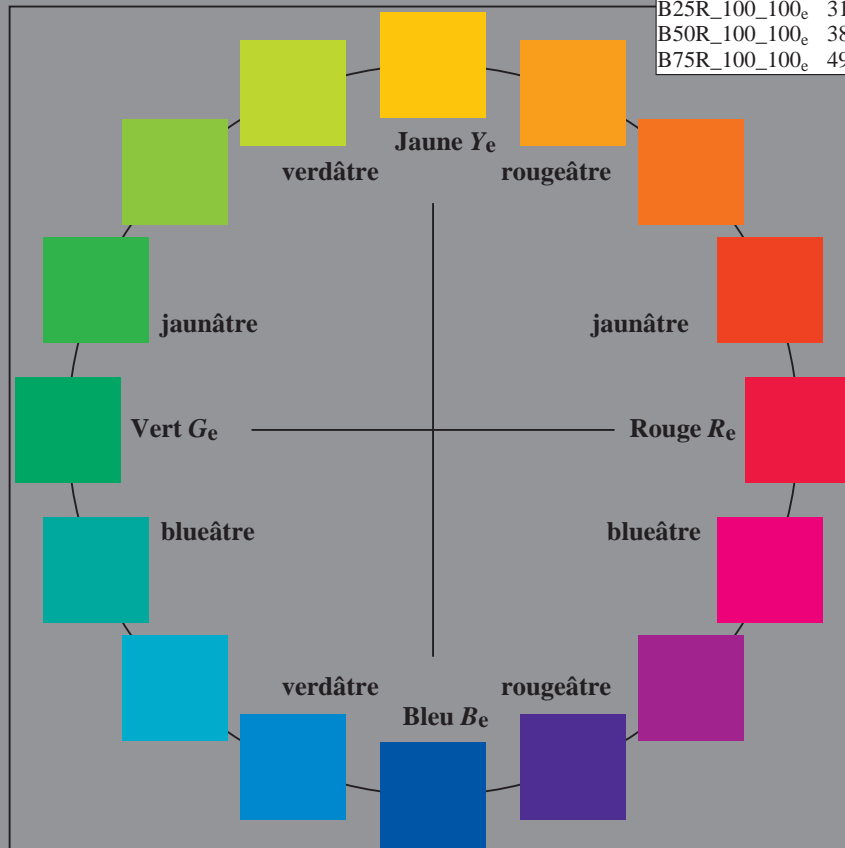 B25R_100_100e 31
B50R_100_100e 38
B75R_100_100e 49
Jaune Ye
verdâtre rougeâtre
jaunâtre jaunâtre
Vert Ge Rouge Re
blueâtre blueâtre
verdâtre rougeâtre
Bleu Be